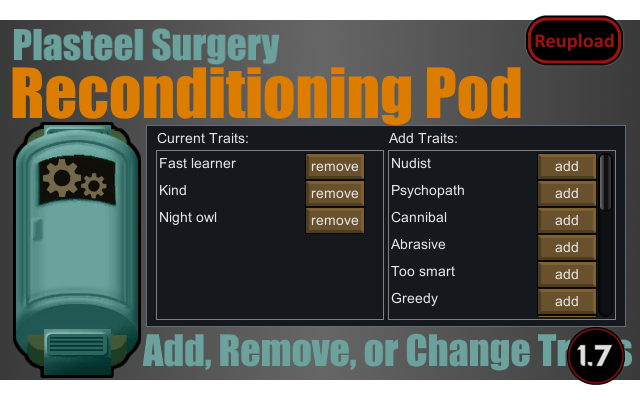 Plasteel Surgery
Reupload
Reconditioning Pod
Current Traits:
Add Traits:
Fast learner remove
Kind remove
Night owl remove
Nudist add
Psychopath add
Cannibal add
Abrasive add
Too smart add
Greedy add
Add, Remove, or Change
1.7